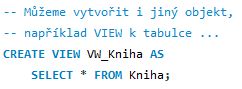 -- Můžeme vytvořit i jiný objekt,
-- například VIEW k tabulce ...
CREATE VIEW VW_Kniha AS
SELECT * FROM Kniha;